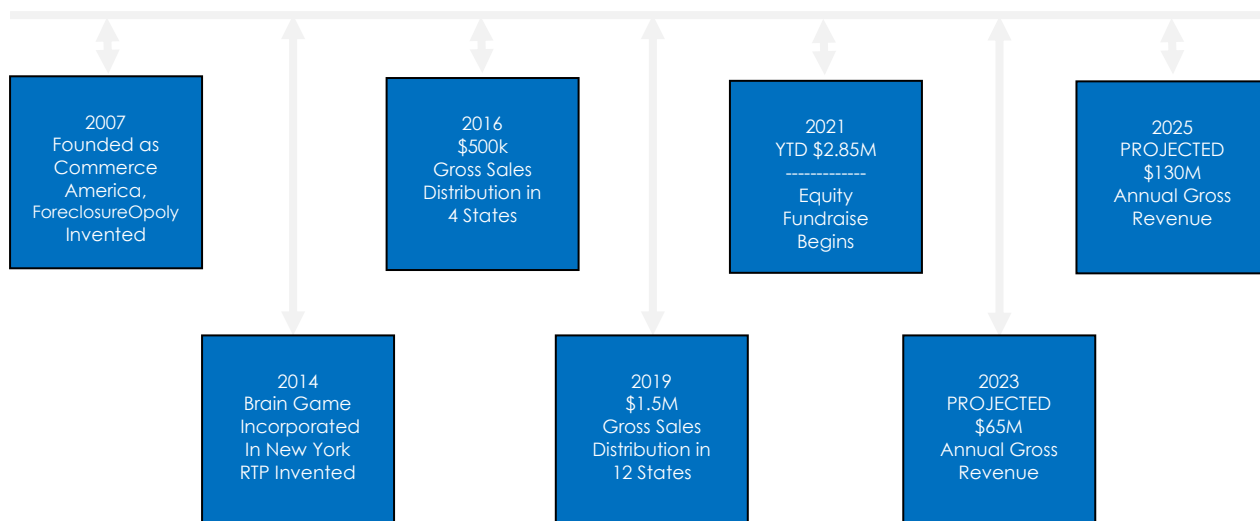 2007
Founded as
Commerce
America,
ForeclosureOpoly
Invented
2014
Brain Game
Incorporated
In New York
RTP Invented
2016
$500k
Gross Sales
Distribution in
4 States
2019
$1.5M
Gross Sales
Distribution in
12 States
2021
YTD $2.85M
-------------
Equity
Fundraise
Begins
2023
PROJECTED
$65M
Annual Gross
Revenue
2025
PROJECTED
$130M
Annual Gross
Revenue